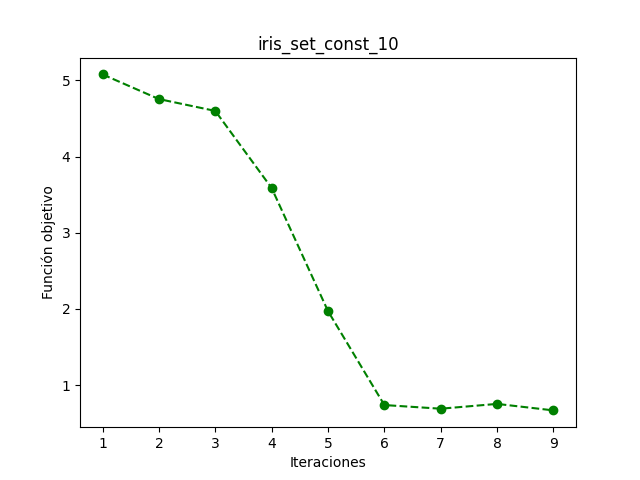 iris_set_const_10
5
4
3
2
1
Función objetivo
1 2 3 4 5 6 7 8 9
Iteraciones